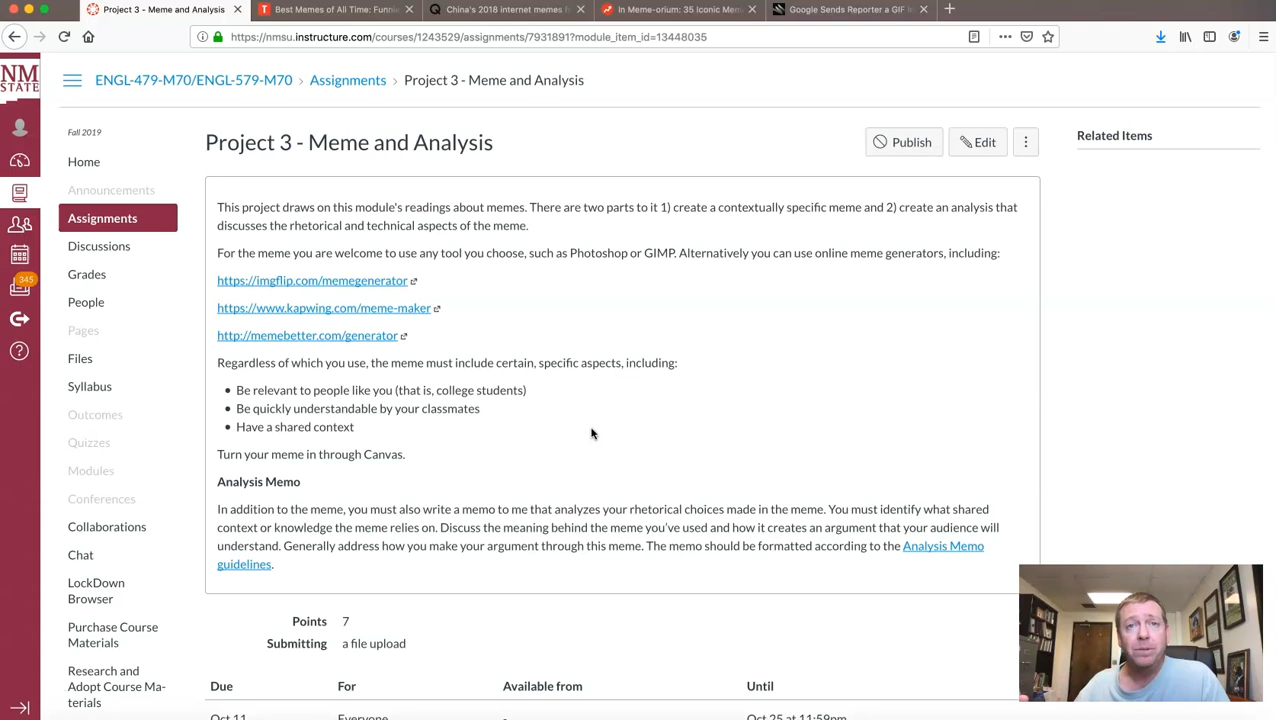 Project 3 - Meme and Analysis
Best Memes of All Time: Funni
China's 2018 internet memes f
In Meme-orium: 35 Iconic Mem
Google Sends Reporter a GIF I
https://nmsu.instructure.com/courses/1243529/assignments/7931891?module_item_id=13448035
NM
STATE
ENGL-479-M70/ENGL-579-M70 › Assignments › Project 3 - Meme and Analysis
Fall 2019
Home
Announcements
Assignments
Discussions
Grades
345
People
Pages
Files
Syllabus
Outcomes
Quizzes
Modules
Conferences
Collaborations
Chat
LockDown
Browser
Purchase Course
Materials
Research and
Adopt Course Ma-
terials
Project 3 - Meme and Analysis
Publish
Edit
Related Items
This project draws on this module's readings about memes. There are two parts to it 1) create a contextually specific meme and 2) create an analysis that
discusses the rhetorical and technical aspects of the meme.
For the meme you are welcome to use any tool you choose, such as Photoshop or GIMP. Alternatively you can use online meme generators, including:
https://imgflip.com/memegenerator
https://www.kapwing.com/meme-maker
http://memebetter.com/generator
Regardless of which you use, the meme must include certain, specific aspects, including:
• Be relevant to people like you (that is, college students)
• Be quickly understandable by your classmates
• Have a shared context
Turn your meme in through Canvas.
Analysis Memo
In addition to the meme, you must also write a memo to me that analyzes your rhetorical choices made in the meme. You must identify what shared
context or knowledge the meme relies on. Discuss the meaning behind the meme you've used and how it creates an argument that your audience will
understand. Generally address how you make your argument through this meme. The memo should be formatted according to the Analysis Memo
guidelines.
Points 7
Submitting a file upload
Due For Available from Until
Oct 11 Everyone - Oct 25 at 11:59pm